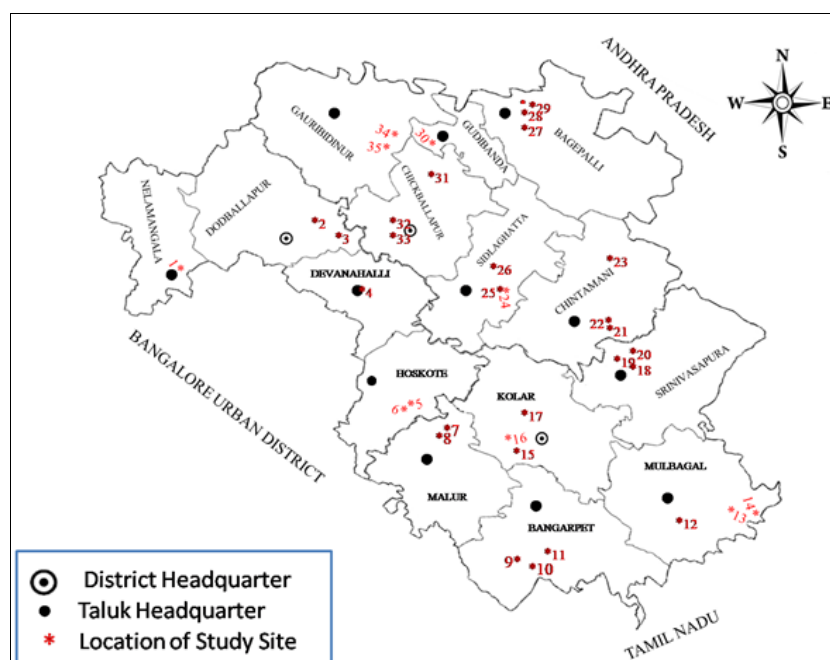 ANDHRA PRADESH
N
W E
S
GAURIBIDINUR
34*
35*
30*
GUDIBANDA
*29
*28
*27
BAGEPALLI
NELAMANGALA
1*
DODBALLAPUR
*2
*3
CHICKBALLAPUR
*31
*32
*33
SIDLAGHATTA
*26
25*
*24
DEVANAHALLI
*4
CHINTAMANI
*23
22*
*21
*20
*19
*18
SRINIVASAPURA
BANGALORE URBAN DISTRICT
HOSKOTE
6**5
KOLAR
*17
*16
*15
*7
*8
MALUR
MULBAGAL
14*
*13
*12
BANGARPET
*11
9*
*10
TAMIL NADU
District Headquarter
Taluk Headquarter
* Location of Study Site